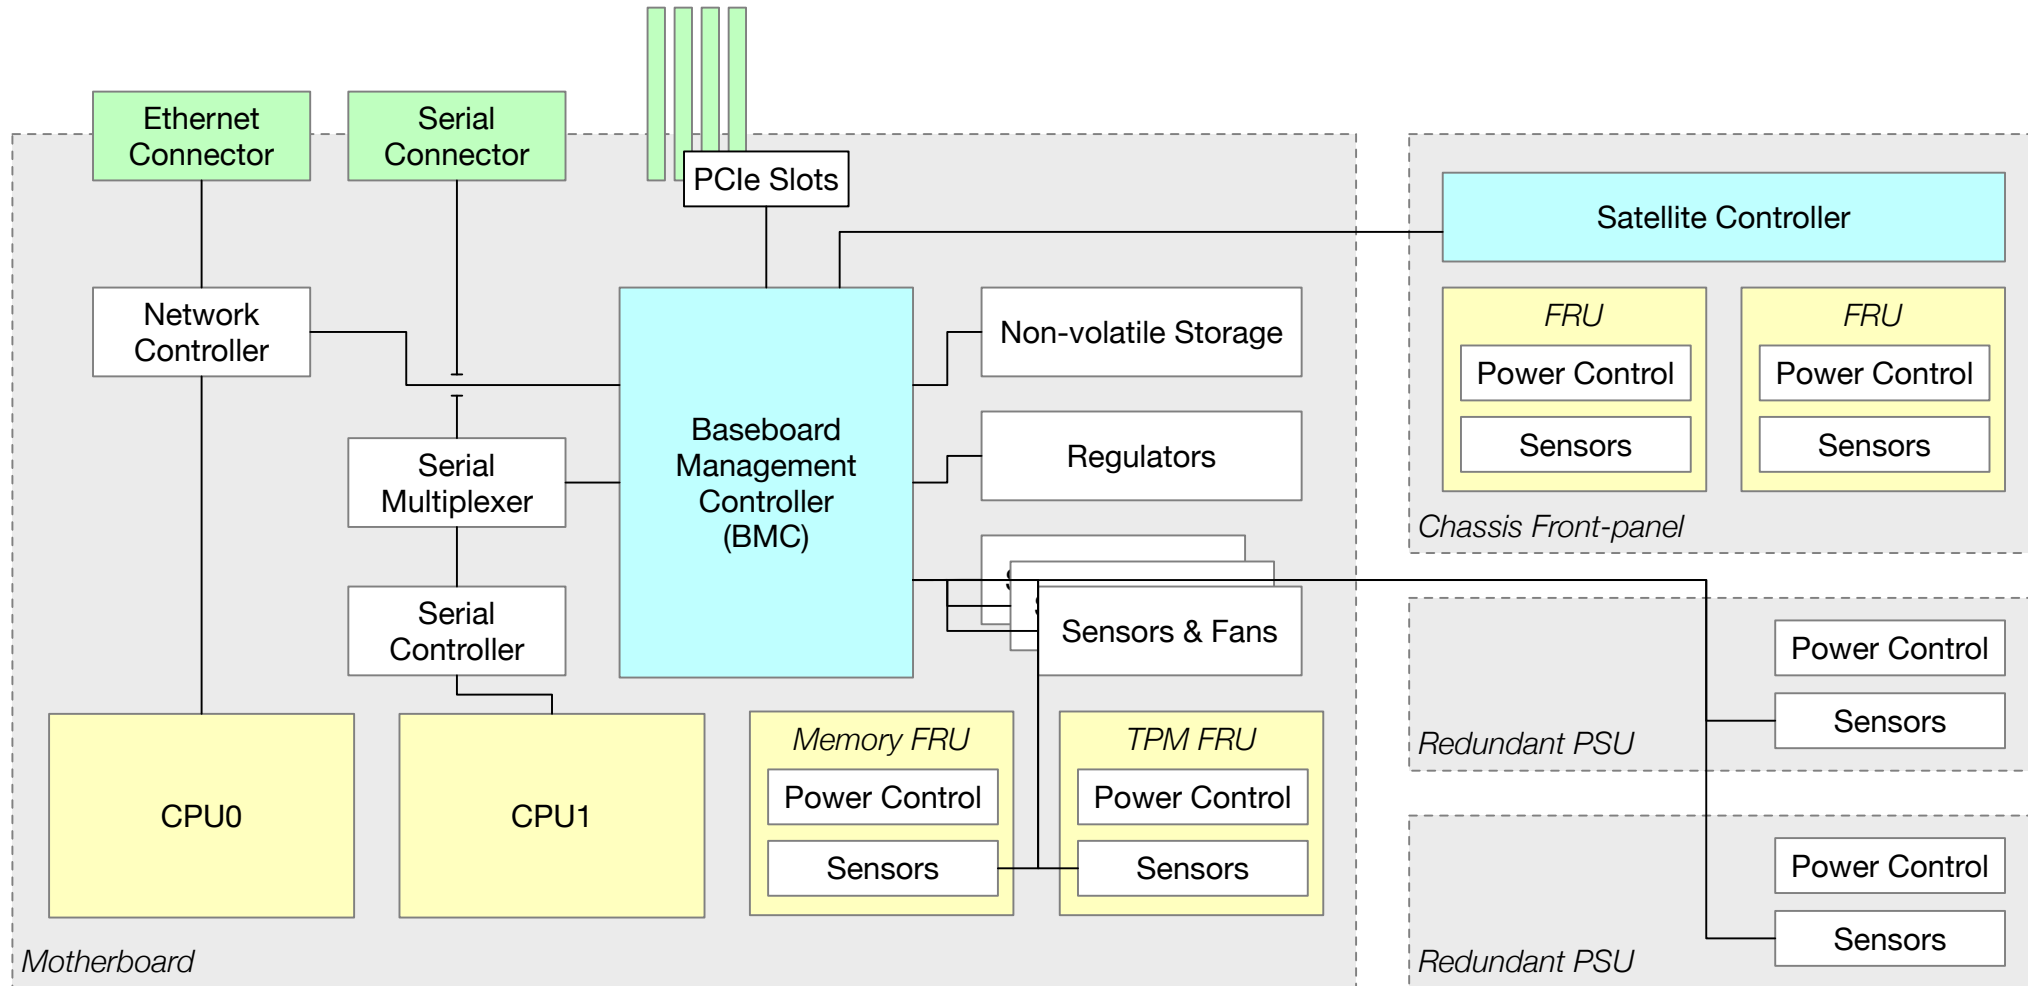 Ethernet
Connector
Serial
Connector
PCIe Slots
Satellite Controller
Network
Controller
Non-volatile Storage
FRU
Power Control
Sensors
FRU
Power Control
Sensors
Chassis Front-panel
Baseboard
Management
Controller
(BMC)
Serial
Multiplexer
Regulators
Serial
Controller
Sensors & Fans
Power Control
Sensors
Redundant PSU
CPU0
CPU1
Memory FRU
Power Control
Sensors
TPM FRU
Power Control
Sensors
Power Control
Sensors
Redundant PSU
Motherboard